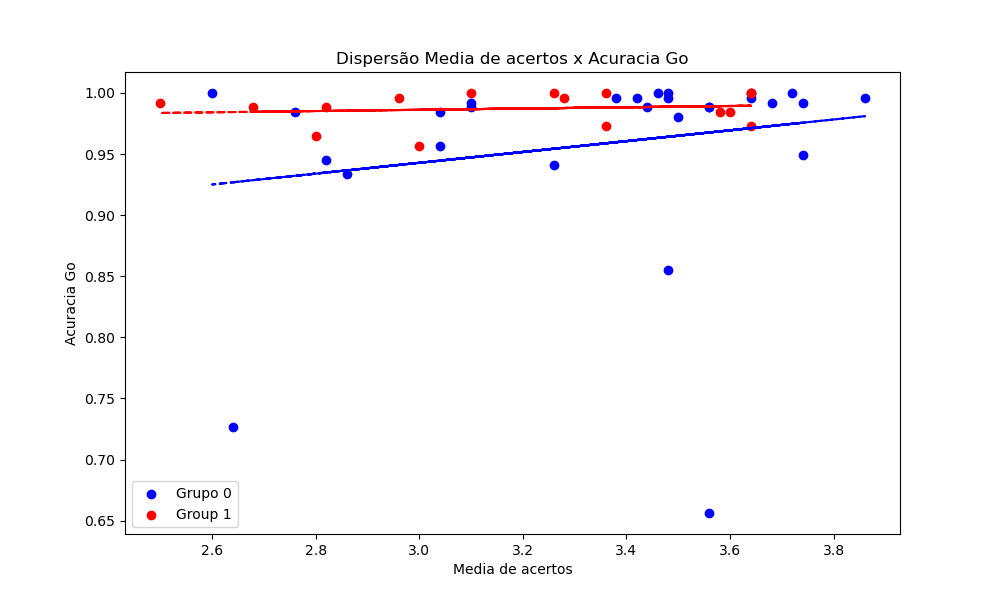 Dispersão Media de acertos x Acuracia Go
1.00
0.95
0.90
0.85
0.80
0.75
0.70
0.65
Acuracia Go
Grupo 0
Group 1
2.6 2.8 3.0 3.2 3.4 3.6 3.8
Media de acertos